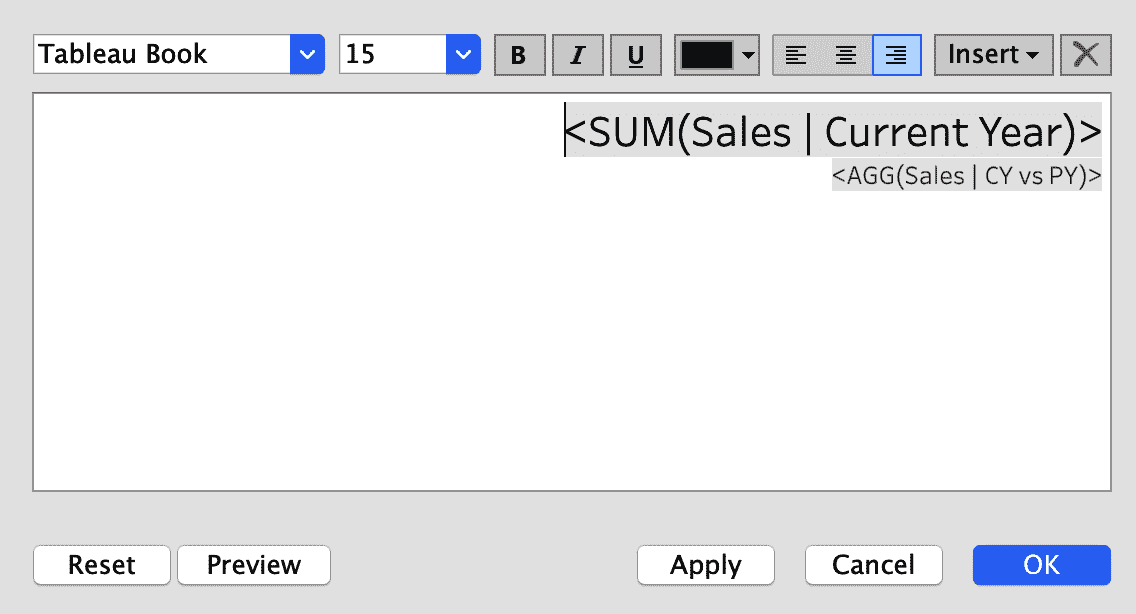 Tableau Book 15 B I U Insert
<SUM(Sales | Current Year)>
<AGG(Sales | CY vs PY)>
Reset Preview Apply Cancel OK